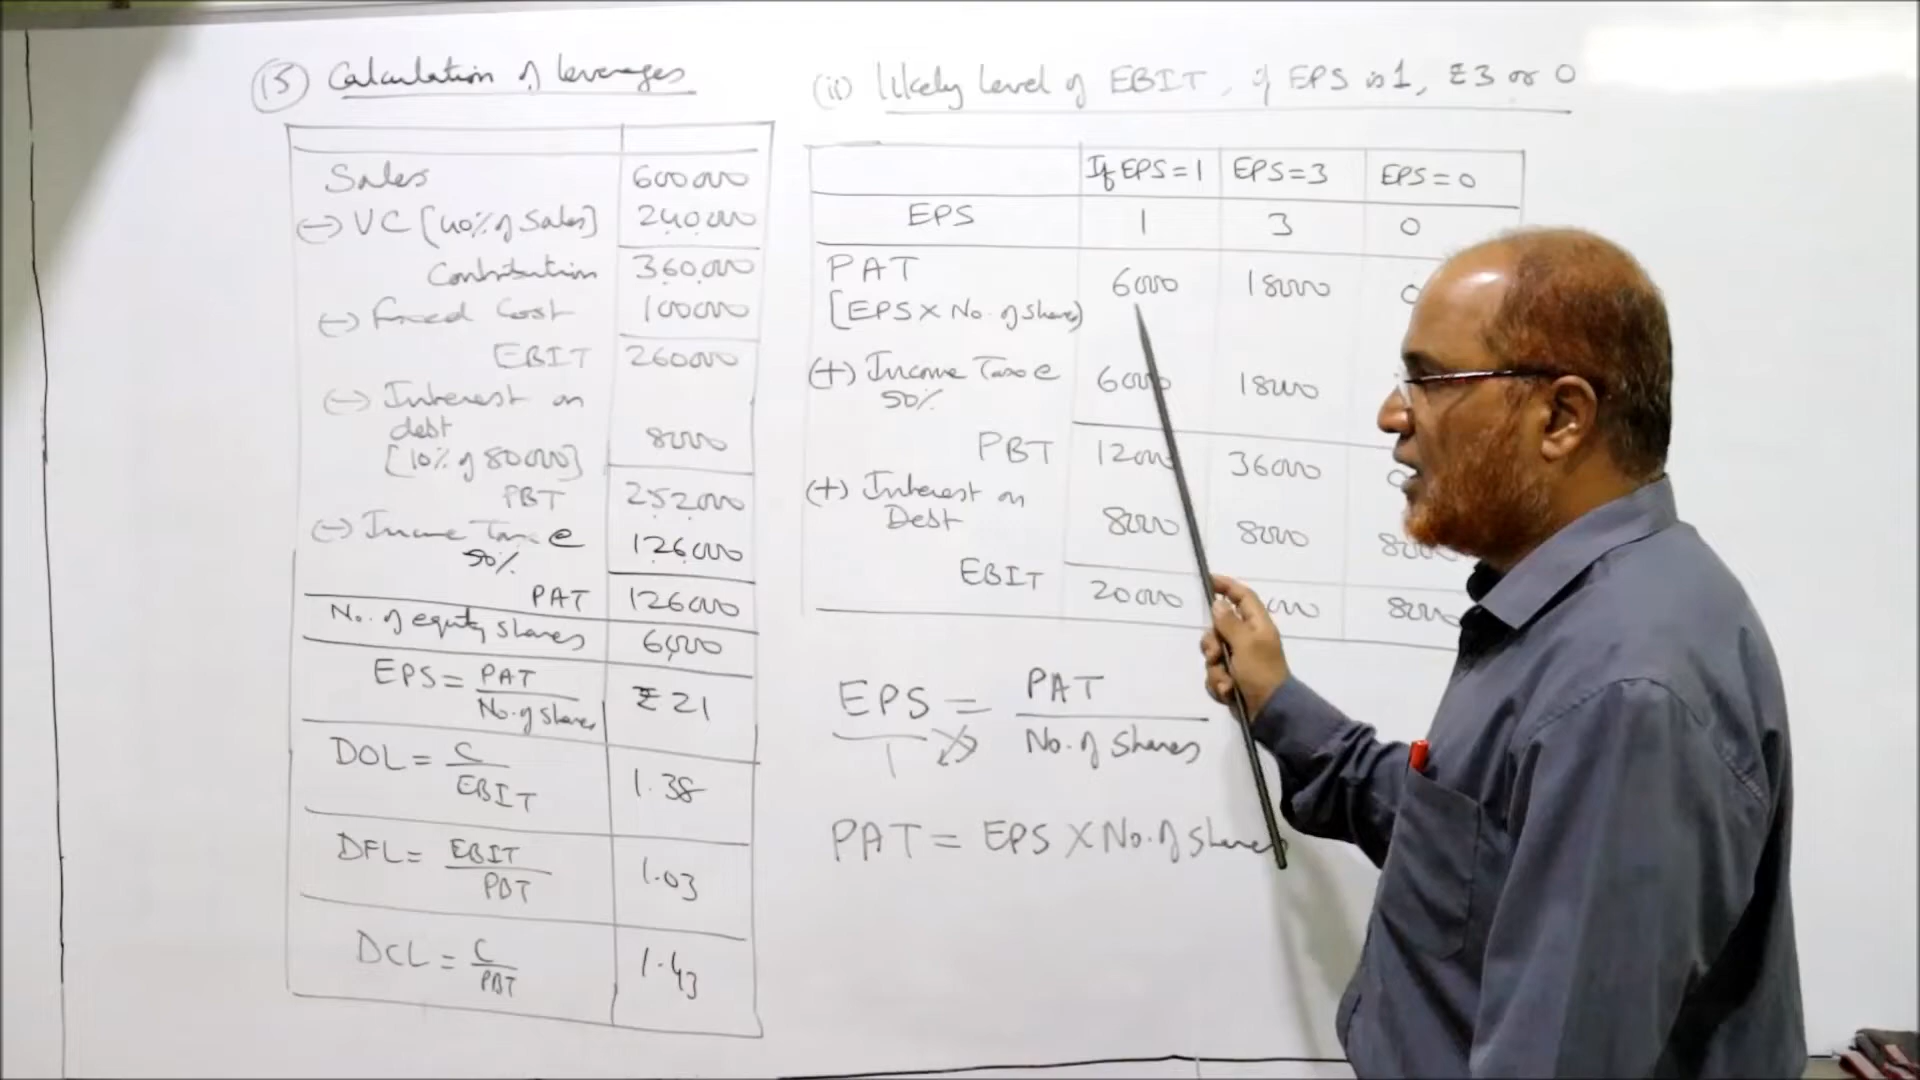 (15) Calculation of leverages
Sales 600000
(-) VC [40% of Sales] 240000
Contribution 360000
(-) Fixed Cost 100000
EBIT 260000
(-) Interest on
debt 8000
[10% of 80000]
PBT 252000
(-) Income Tax @ 126000
50%
PAT 126000
No. of equity shares 6000
EPS = PAT / No. of shares ₹21
DOL = C / EBIT 1.38
DFL = EBIT / PBT 1.03
DCL = C / PBT 1.43
(ii) Likely level of EBIT, if EPS is 1, ₹3 or 0
If EPS = 1 EPS = 3 EPS = 0
EPS 1 3 0
PAT 6000 18000
[EPS X No. of shares]
(+) Income Tax @ 6000 18000
50%
PBT 12000 36000
(+) Interest on
Debt 8000 8000
EBIT 20000 8000
EPS / 1 = PAT / No. of shares
PAT = EPS X No. of shares